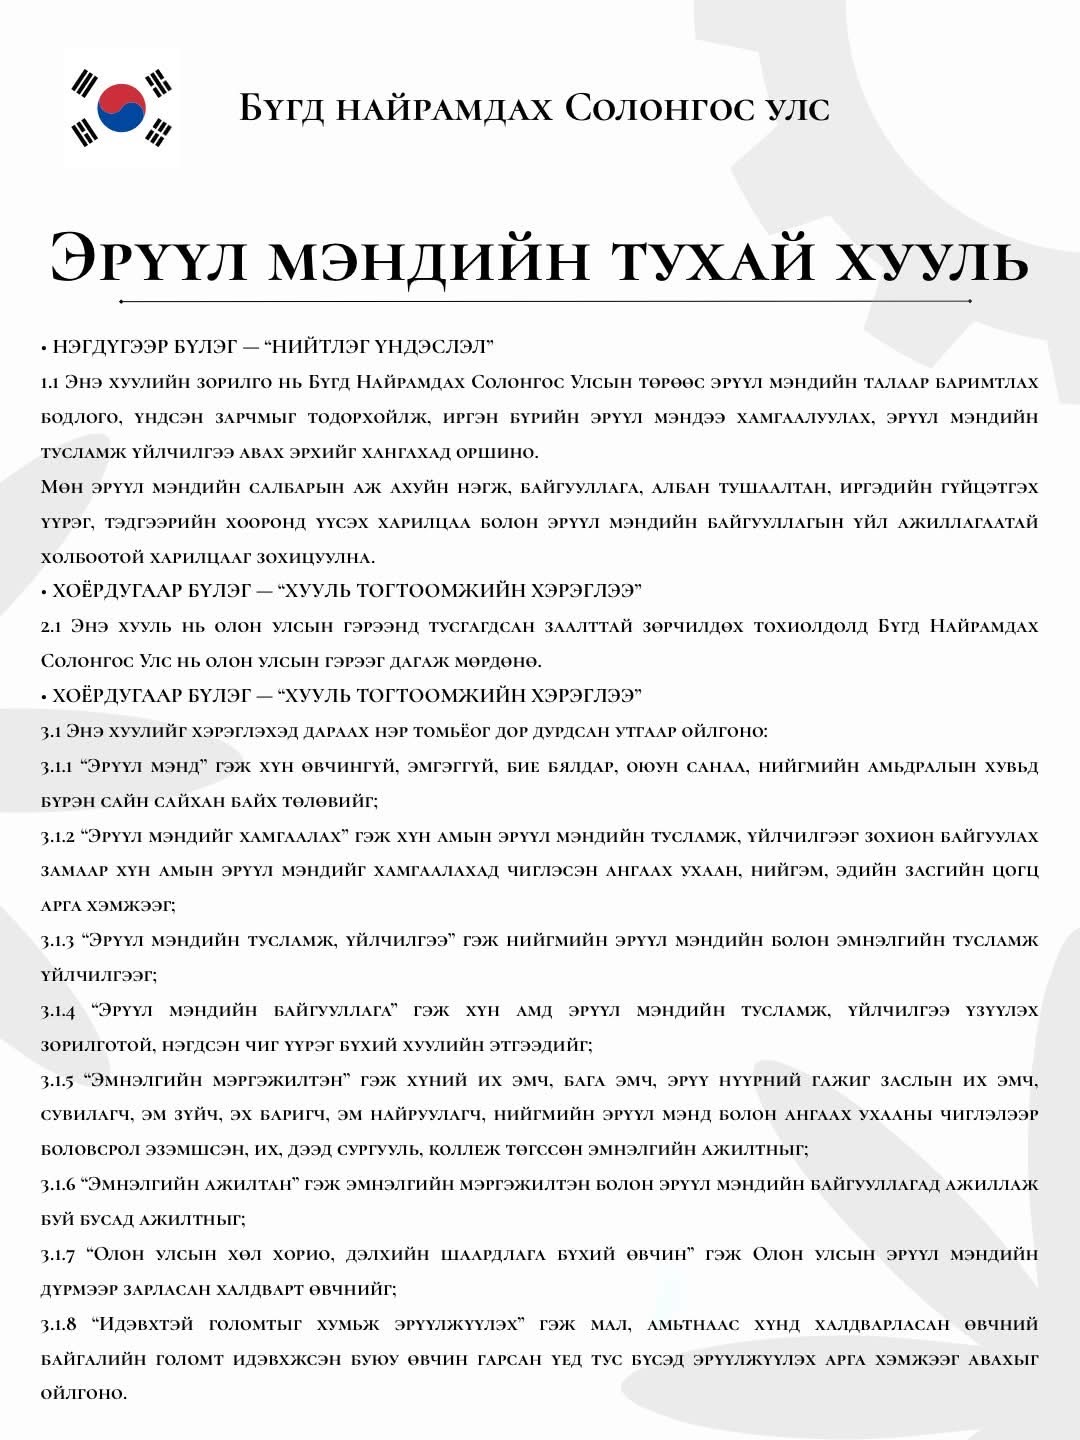 Бүгд найрамдах Солонгос улс
Эрүүл мэндийн тухай хууль
• НЭГДҮГЭЭР БҮЛЭГ — “НИЙТЛЭГ ҮНДЭСЛЭЛ”
1.1 Энэ хуулийн зорилго нь Бүгд Найрамдах Солонгос Улсын төрөөс эрүүл мэндийн талаар баримтлах
бодлого, үндсэн зарчмыг тодорхойлж, иргэн бүрийн эрүүл мэндээ хамгаалуулах, эрүүл мэндийн
тусламж үйлчилгээ авах эрхийг хангахад оршино.
Мөн эрүүл мэндийн салбарын аж ахуйн нэгж, байгууллага, албан тушаалтан, иргэдийн гүйцэтгэх
үүрэг, тэдгээрийн хооронд үүсэх харилцаа болон эрүүл мэндийн байгууллагын үйл ажиллагаатай
холбоотой харилцааг зохицуулна.
• ХОЁРДУГААР БҮЛЭГ — “ХУУЛЬ ТОГТООМЖИЙН ХЭРЭГЛЭЭ”
2.1 Энэ хууль нь олон улсын гэрээнд тусгагдсан заалттай зөрчилдөх тохиолдолд Бүгд Найрамдах
Солонгос Улс нь олон улсын гэрээг дагаж мөрдөнө.
• ХОЁРДУГААР БҮЛЭГ — “ХУУЛЬ ТОГТООМЖИЙН ХЭРЭГЛЭЭ”
3.1 Энэ хуулийг хэрэглэхэд дараах нэр томьёог дор дурдсан утгаар ойлгоно:
3.1.1 “Эрүүл мэнд” гэж хүн өвчингүй, эмгэггүй, бие бялдар, оюун санаа, нийгмийн амьдралын хувьд
бүрэн сайн сайхан байх төлөвийг;
3.1.2 “Эрүүл мэндийг хамгаалах” гэж хүн амын эрүүл мэндийн тусламж, үйлчилгээг зохион байгуулах
замаар хүн амын эрүүл мэндийг хамгаалахад чиглэсэн ангаах ухаан, нийгэм, эдийн засгийн цогц
арга хэмжээг;
3.1.3 “Эрүүл мэндийн тусламж, үйлчилгээ” гэж нийгмийн эрүүл мэндийн болон эмнэлгийн тусламж
үйлчилгээг;
3.1.4 “Эрүүл мэндийн байгууллага” гэж хүн амд эрүүл мэндийн тусламж, үйлчилгээ үзүүлэх
зорилготой, нэгдсэн чиг үүрэг бүхий хуулийн этгээдийг;
3.1.5 “Эмнэлгийн мэргэжилтэн” гэж хүний их эмч, бага эмч, эрүү нүүрний гажиг заслын их эмч,
сувилагч, эм зүйч, эх баригч, эм найруулагч, нийгмийн эрүүл мэнд болон ангаах ухааны чиглэлээр
боловсрол эзэмшсэн, их, дээд сургууль, коллеж төгссөн эмнэлгийн ажилтныг;
3.1.6 “Эмнэлгийн ажилтан” гэж эмнэлгийн мэргэжилтэн болон эрүүл мэндийн байгууллагад ажиллаж
буй бусад ажилтныг;
3.1.7 “Олон улсын хөл хорио, дэлхийн шаардлага бүхий өвчин” гэж Олон улсын эрүүл мэндийн
дүрмээр зарласан халдварт өвчнийг;
3.1.8 “Идэвхтэй голомтыг хумьж эрүүлжүүлэх” гэж мал, амьтнаас хүнд халдварласан өвчний
байгалийн голомт идэвхжсэн буюу өвчин гарсан үед тус бүсэд эрүүлжүүлэх арга хэмжээг авахыг
ойлгоно.